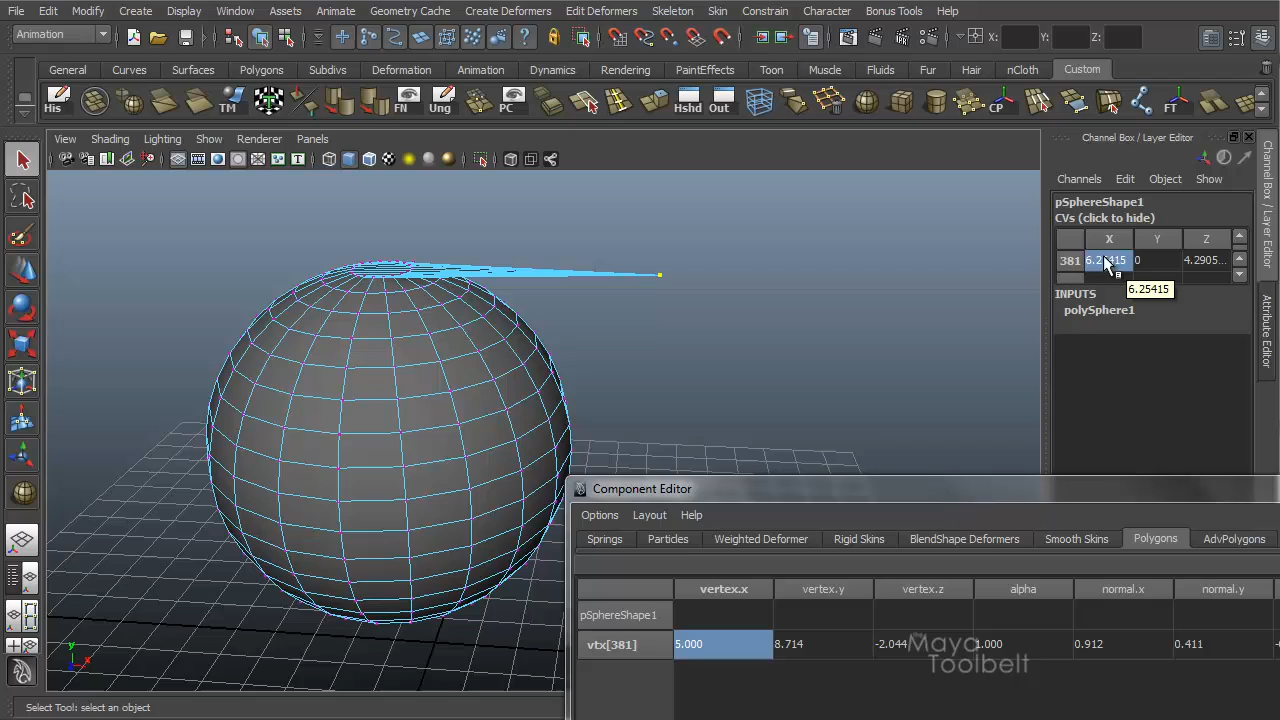 File Edit Modify Create Display Window Assets Animate Geometry Cache Create Deformers Edit Deformers Skeleton Skin Constrain Character Bonus Tools Help
Animation
X: Y: Z:
General Curves Surfaces Polygons Subdivs Deformation Animation Dynamics Rendering PaintEffects Toon Muscle Fluids Fur Hair nCloth Custom
His TM FN Ung PC Hshd Out CP FT
View Shading Lighting Show Renderer Panels
Channel Box / Layer Editor
Channels Edit Object Show
pSphereShape1
CVs (click to hide)
X Y Z
381 0 4.2905...
6.25415
INPUTS
polySphere1
Channel Box / Layer Editor
Attribute Editor
Component Editor
Options Layout Help
Springs Particles Weighted Deformer Rigid Skins BlendShape Deformers Smooth Skins Polygons AdvPolygons
vertex.x vertex.y vertex.z alpha normal.x normal.y
pSphereShape1
vtx[381] 5.000 8.714 -2.044 1.000 0.912 0.411
Maya
Toolbelt
y
x
Select Tool: select an object